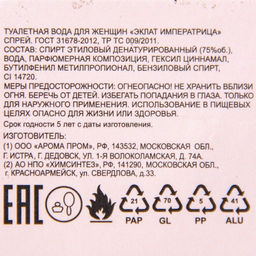 ТУАЛЕТНАЯ ВОДА ДЛЯ ЖЕНЩИН «ЭКЛАТ ИМПЕРАТРИЦА»
СПРЕЙ. ГОСТ 31678-2012, ТР ТС 009/2011.
СОСТАВ: СПИРТ ЭТИЛОВЫЙ ДЕНАТУРИРОВАННЫЙ (75%об.),
ВОДА, ПАРФЮМЕРНАЯ КОМПОЗИЦИЯ, ГЕКСИЛ ЦИННАМАЛ,
БУТИЛФЕНИЛ МЕТИЛПРОПИОНАЛ, БЕНЗИЛОВЫЙ СПИРТ,
CI 14720.
МЕРЫ ПРЕДОСТОРОЖНОСТИ: ОГНЕОПАСНО! НЕ ХРАНИТЬ ВБЛИЗИ
ОГНЯ. БЕРЕЧЬ ОТ ДЕТЕЙ. ИЗБЕГАТЬ ПОПАДАНИЯ В ГЛАЗА. ТОЛЬКО
ДЛЯ НАРУЖНОГО ПРИМЕНЕНИЯ. ИСПОЛЬЗОВАНИЕ В ПИЩЕВЫХ
ЦЕЛЯХ ОПАСНО ДЛЯ ЖИЗНИ И ЗДОРОВЬЯ.
Срок годности 5 лет с даты изготовления.
ИЗГОТОВИТЕЛЬ:
(1) ООО «АРОМА ПРОМ», РФ, 143532, МОСКОВСКАЯ ОБЛ.,
Г. ИСТРА, Г. ДЕДОВСК, УЛ. 1-Я ВОЛОКОЛАМСКАЯ, Д.
(2) АО НПО «ХИМСИНТЕЗ», РФ, 141290, МОСКОВСКАЯ ОБЛ.,
г. КРАСНОАРМЕЙСК, УЛ. СВЕРДЛОВА, Д.33.
EAC
21 70 5 41
PAP GL PP ALU